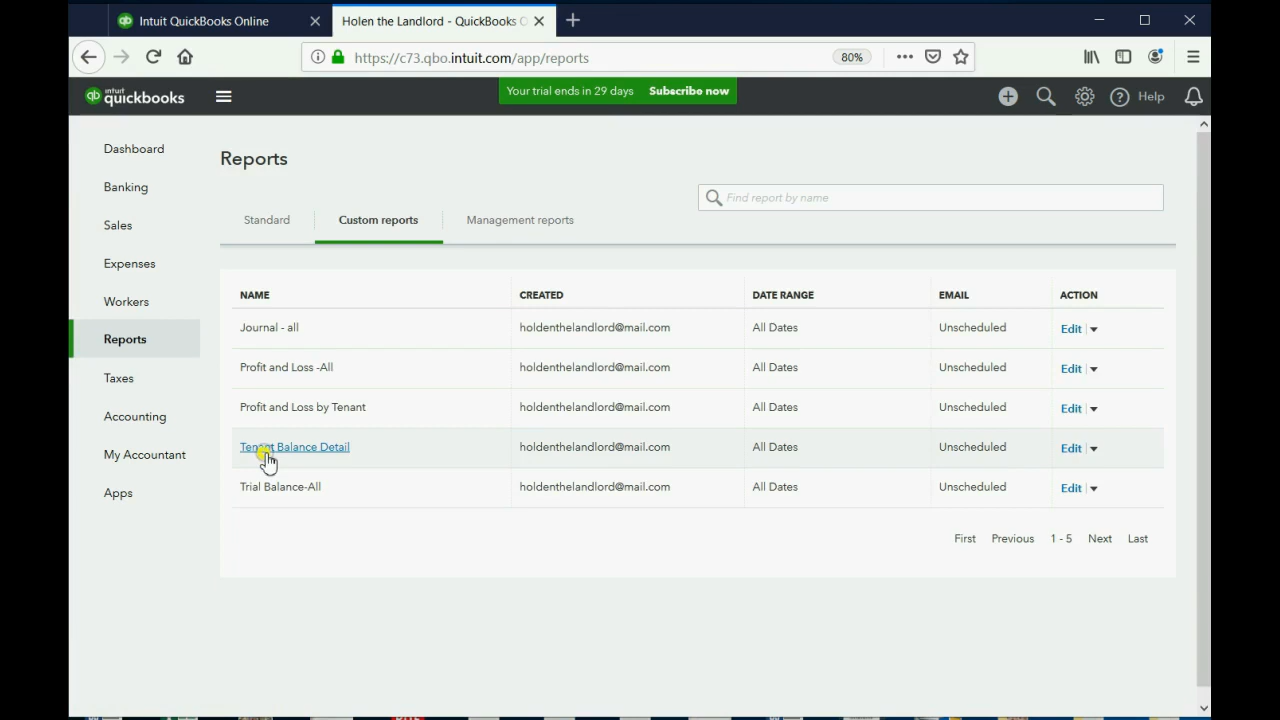 Intuit QuickBooks Online
Holen the Landlord - QuickBooks O
https://c73.qbo.intuit.com/app/reports
80%
intuit quickbooks
Your trial ends in 29 days Subscribe now
Help
Dashboard
Banking
Sales
Expenses
Workers
Reports
Taxes
Accounting
My Accountant
Apps
Reports
Find report by name
Standard Custom reports Management reports
NAME CREATED DATE RANGE EMAIL ACTION
Journal - all holdenthelandlord@mail.com All Dates Unscheduled Edit
Profit and Loss -All holdenthelandlord@mail.com All Dates Unscheduled Edit
Profit and Loss by Tenant holdenthelandlord@mail.com All Dates Unscheduled Edit
Tenant Balance Detail holdenthelandlord@mail.com All Dates Unscheduled Edit
Trial Balance-All holdenthelandlord@mail.com All Dates Unscheduled Edit
First Previous 1 - 5 Next Last